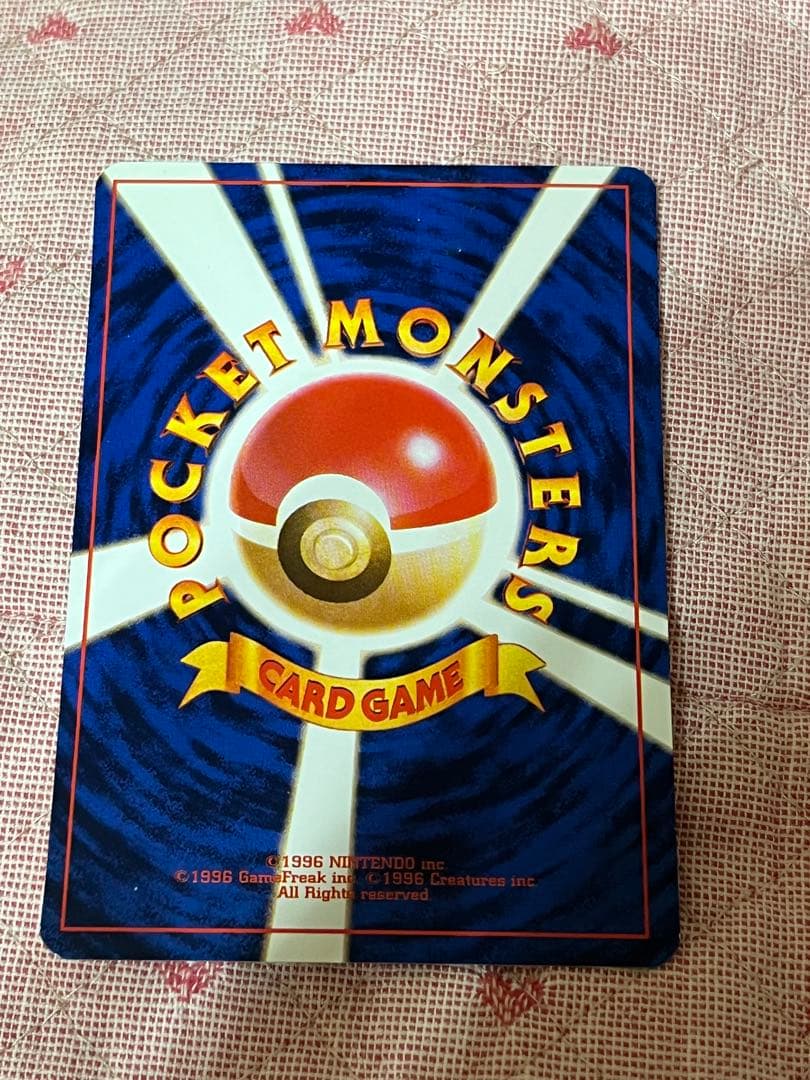 POCKET MONSTERS
CARD GAME
©1996 NINTENDO inc.
©1996 GameFreak inc. ©1996 Creatures inc.
All Rights reserved.